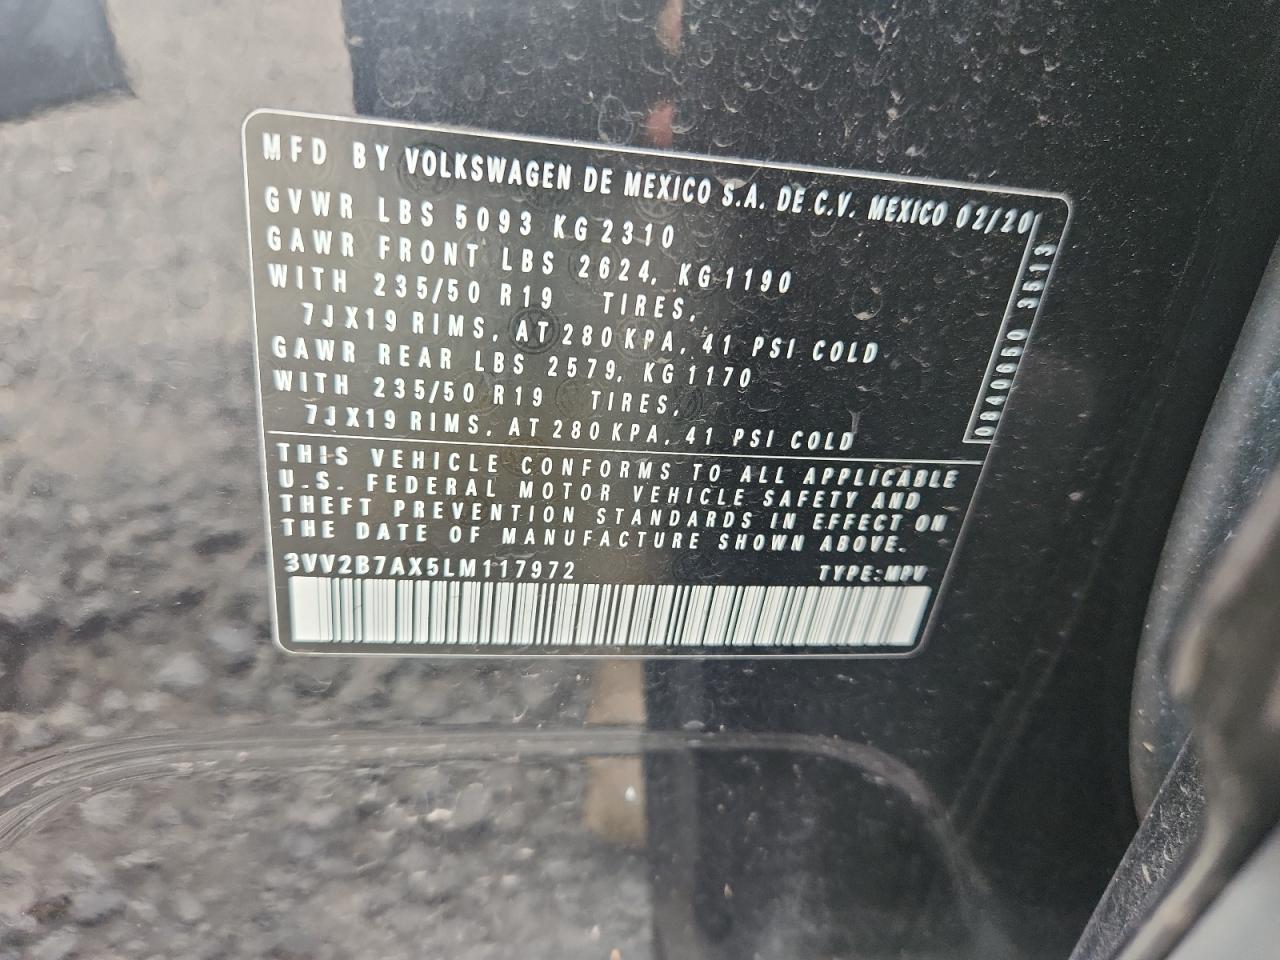 MFD BY VOLKSWAGEN DE MEXICO S.A. DE C.V. MEXICO 02/20
GVWR LBS 5093 KG 2310
GAWR FRONT LBS 2624, KG 1190
WITH 235/50 R19 TIRES,
7JX19 RIMS, AT 280 KPA, 41 PSI COLD
GAWR REAR LBS 2579, KG 1170
WITH 235/50 R19 TIRES,
7JX19 RIMS, AT 280 KPA, 41 PSI COLD
THIS VEHICLE CONFORMS TO ALL APPLICABLE
U.S. FEDERAL MOTOR VEHICLE SAFETY AND
THEFT PREVENTION STANDARDS IN EFFECT ON
THE DATE OF MANUFACTURE SHOWN ABOVE.
3VV2B7AX5LM117972 TYPE:MPV